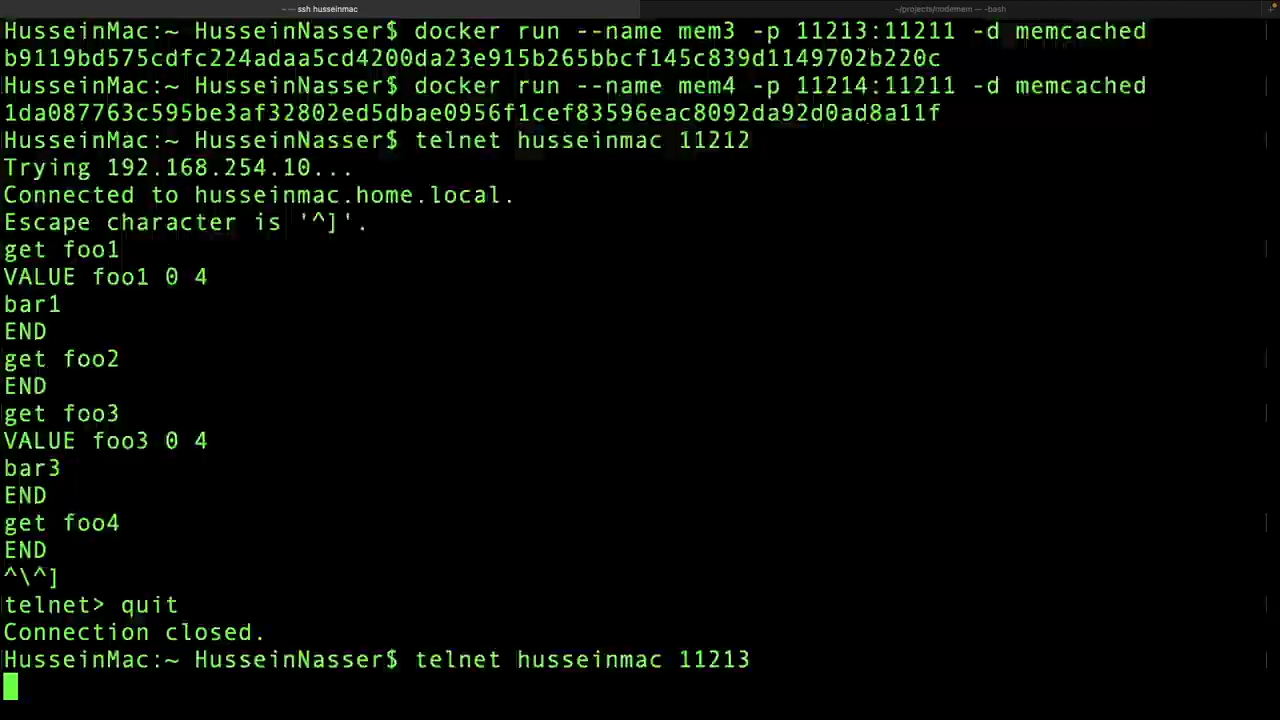 ~ — ssh husseinmac
~/projects/nodemem — -bash
HusseinMac:~ HusseinNasser$ docker run --name mem3 -p 11213:11211 -d memcached
b9119bd575cdfc224adaa5cd4200da23e915b265bbcf145c839d1149702b220c
HusseinMac:~ HusseinNasser$ docker run --name mem4 -p 11214:11211 -d memcached
1da087763c595be3af32802ed5dbae0956f1cef83596eac8092da92d0ad8a11f
HusseinMac:~ HusseinNasser$ telnet husseinmac 11212
Trying 192.168.254.10...
Connected to husseinmac.home.local.
Escape character is '^]'.
get foo1
VALUE foo1 0 4
bar1
END
get foo2
END
get foo3
VALUE foo3 0 4
bar3
END
get foo4
END
^\^]
telnet> quit
Connection closed.
HusseinMac:~ HusseinNasser$ telnet husseinmac 11213